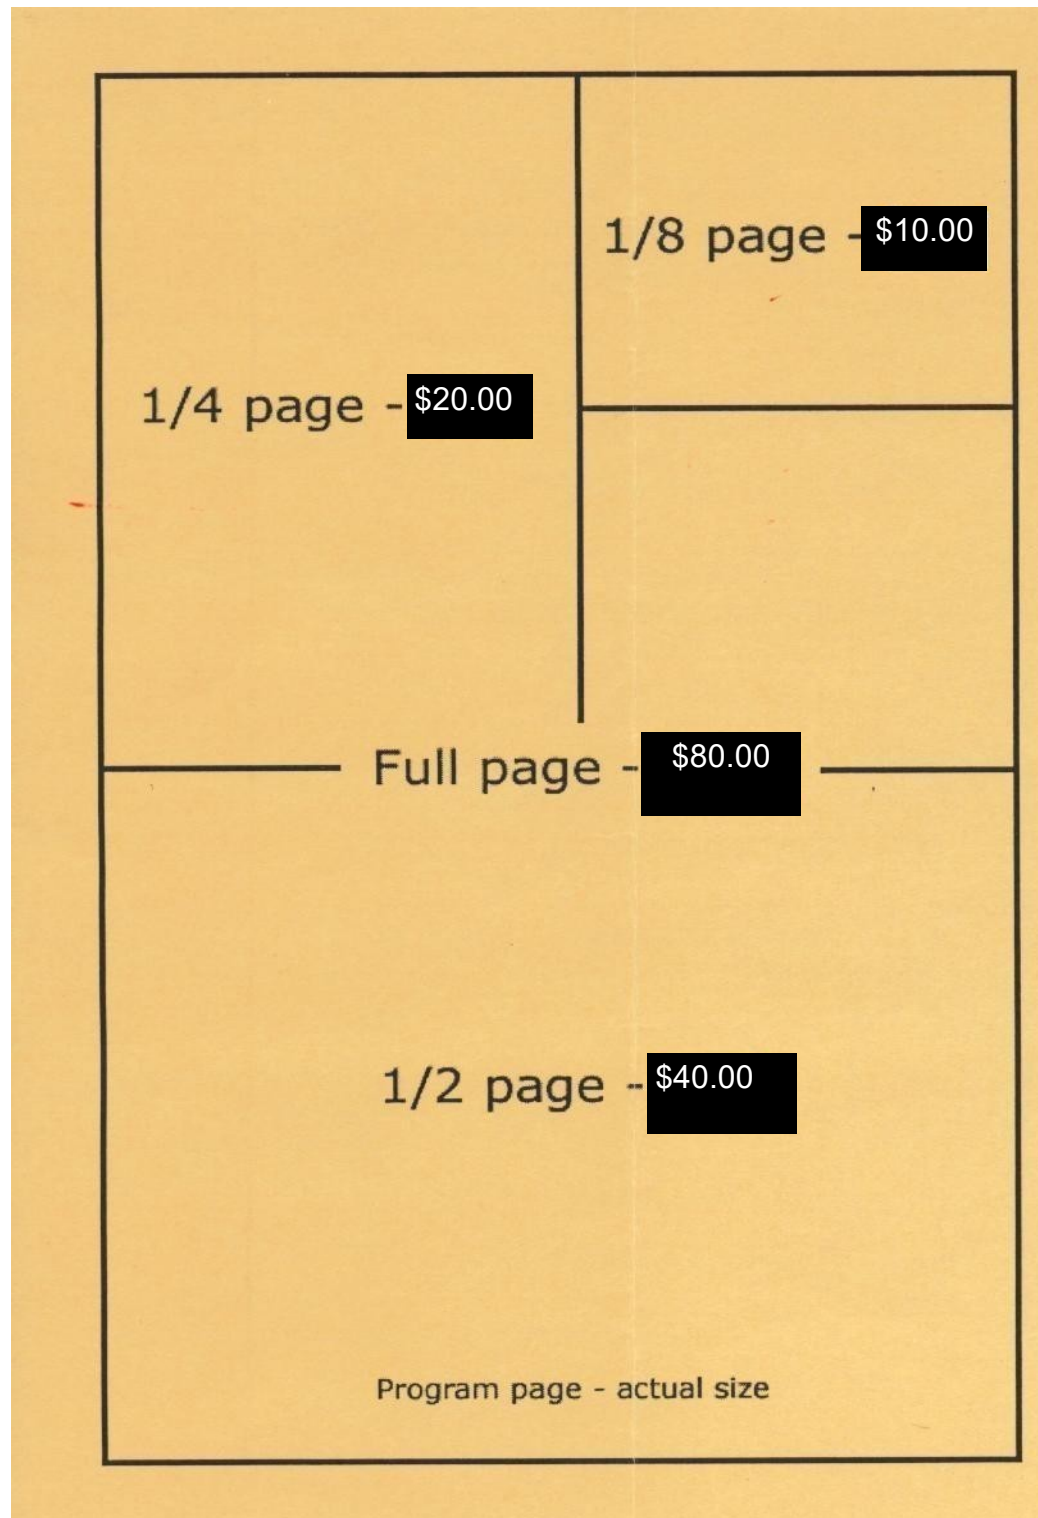 1/8 page - $10.00
1/4 page - $20.00
Full page - $80.00
1/2 page - $40.00
Program page - actual size